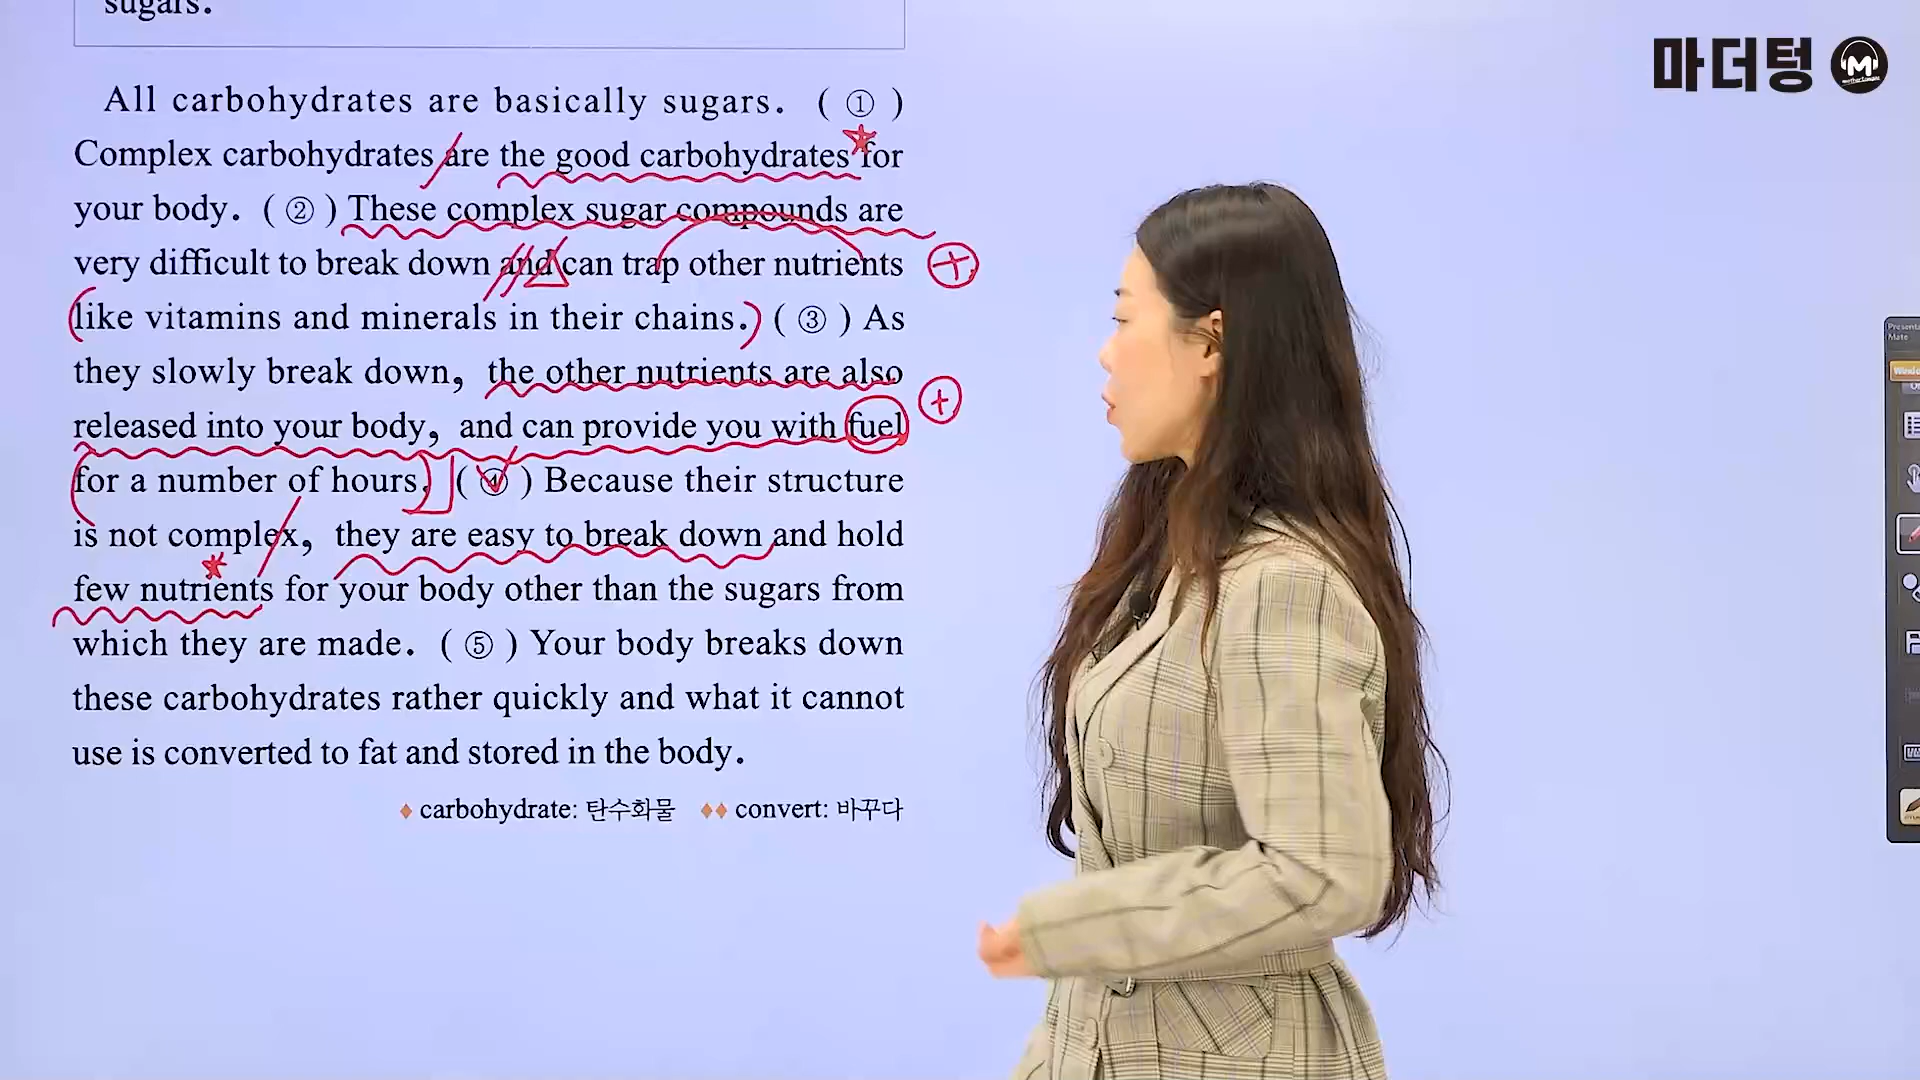 sugars.
마더텅 M
All carbohydrates are basically sugars. ( ① )
Complex carbohydrates are the good carbohydrates for
your body. ( ② ) These complex sugar compounds are
very difficult to break down and can trap other nutrients
like vitamins and minerals in their chains. ( ③ ) As
they slowly break down, the other nutrients are also
released into your body, and can provide you with fuel
for a number of hours. ( ④ ) Because their structure
is not complex, they are easy to break down and hold
few nutrients for your body other than the sugars from
which they are made. ( ⑤ ) Your body breaks down
these carbohydrates rather quickly and what it cannot
use is converted to fat and stored in the body.
♦ carbohydrate: 탄수화물 ♦♦ convert: 바꾸다